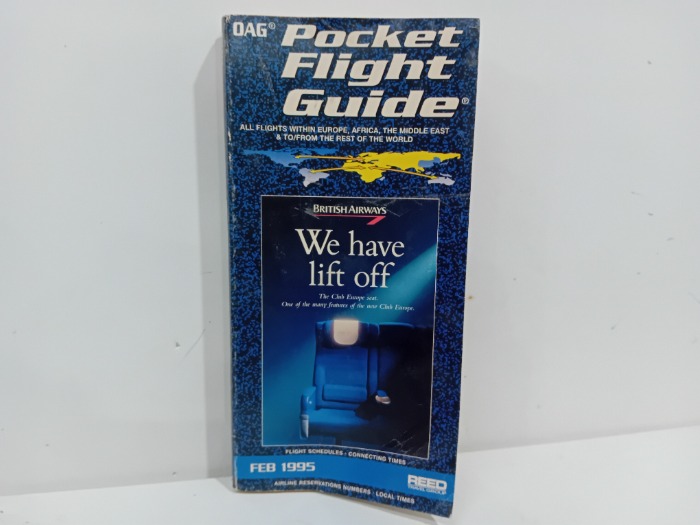 OAG®
Pocket
Flight
Guide®
ALL FLIGHTS WITHIN EUROPE, AFRICA, THE MIDDLE EAST
& TO/FROM THE REST OF THE WORLD
BRITISH AIRWAYS
We have
lift off
The Club Europe seat.
One of the many features of the new Club Europe.
FLIGHT SCHEDULES · CONNECTING TIMES
FEB 1995
REED
TRAVEL GROUP
AIRLINE RESERVATIONS NUMBERS · LOCAL TIMES